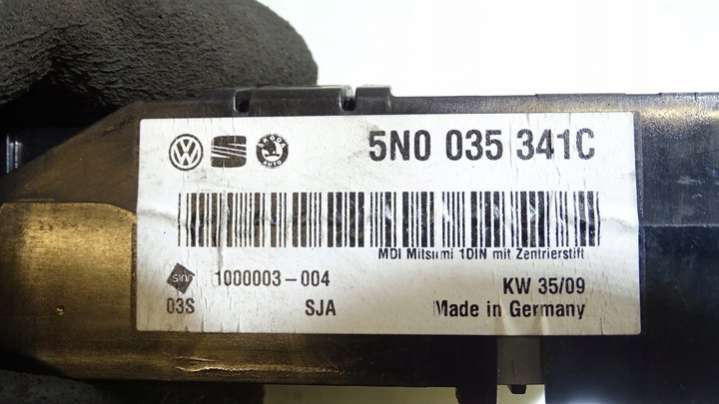 5N0 035 341C
MDI Mitsumi 1DIN mit Zentrierstift
1000003-004
KW 35/09
03S SJA Made in Germany